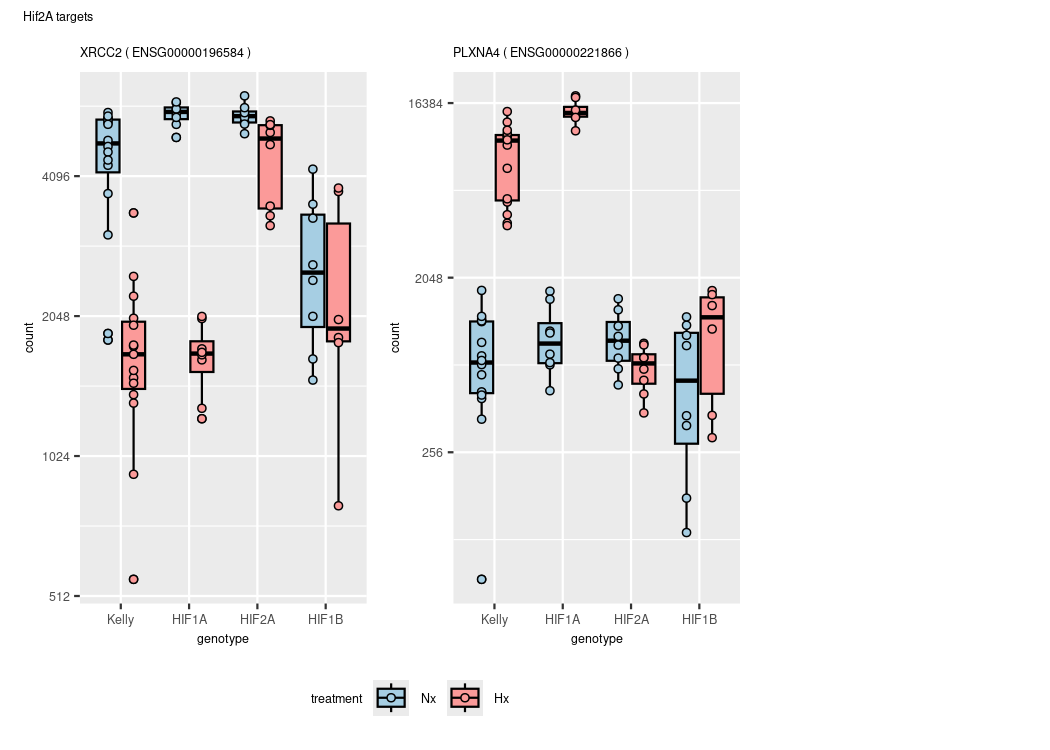 Hif2A targets
XRCC2 ( ENSG00000196584 )
4096
2048
1024
512
count
Kelly
HIF1A
HIF2A
HIF1B
genotype
PLXNA4 ( ENSG00000221866 )
16384
2048
256
count
Kelly
HIF1A
HIF2A
HIF1B
genotype
treatment
Nx
Hx